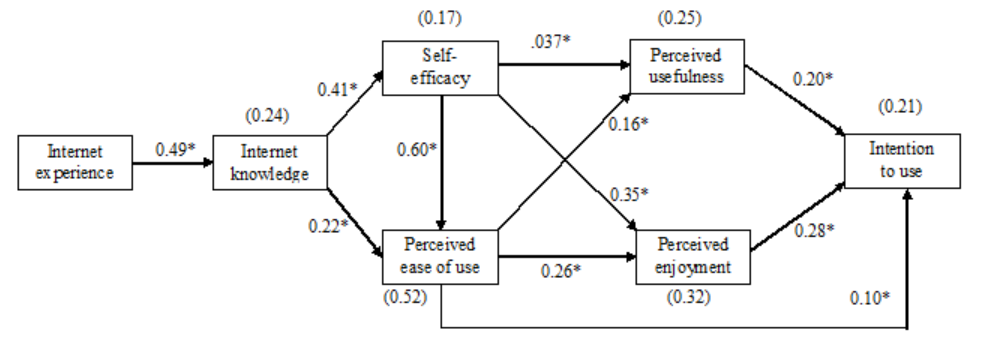 (0.17)
(0.25)
Self-
efficacy
.037*
Perceived
usefulness
0.20*
0.41*
(0.21)
(0.24)
0.16*
Internet
experience
0.49*
Internet
knowledge
0.60*
Intention
to use
0.35*
0.22*
Perceived
ease of use
0.26*
Perceived
enjoyment
0.28*
(0.52)
(0.32)
0.10*